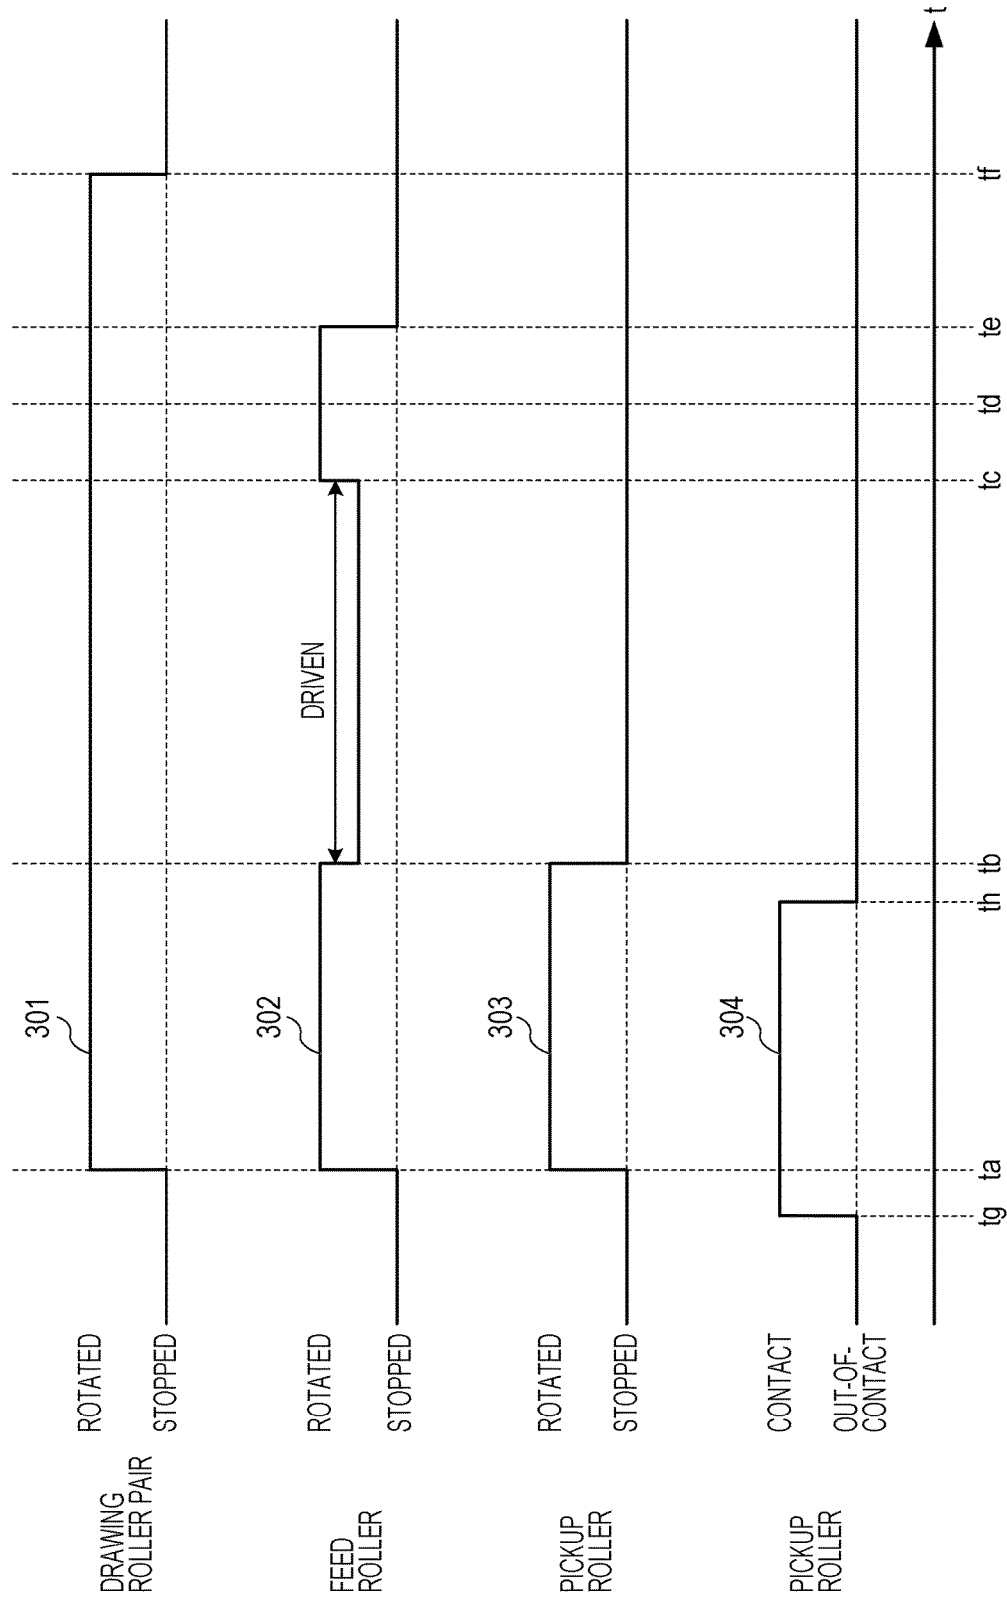 DRAWING
ROLLER PAIR
ROTATED
STOPPED
301
FEED
ROLLER
ROTATED
STOPPED
302
DRIVEN
PICKUP
ROLLER
ROTATED
STOPPED
303
PICKUP
ROLLER
CONTACT
OUT-OF-
CONTACT
304
tg ta th tb tc td te tf
t